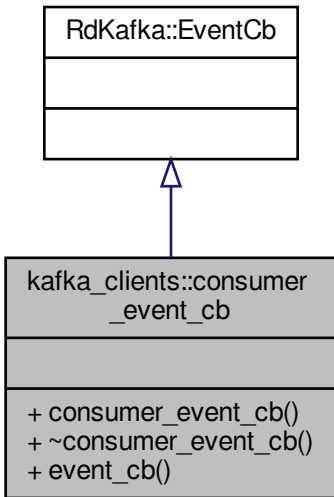 RdKafka::EventCb
kafka_clients::consumer
_event_cb
+ consumer_event_cb()
+ ~consumer_event_cb()
+ event_cb()